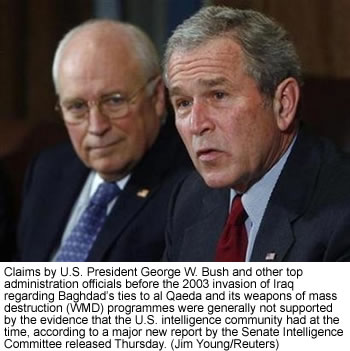 Claims by U.S. President George W. Bush and other top
administration officials before the 2003 invasion of Iraq
regarding Baghdad's ties to al Qaeda and its weapons of mass
destruction (WMD) programmes were generally not supported
by the evidence that the U.S. intelligence community had at the
time, according to a major new report by the Senate Intelligence
Committee released Thursday. (Jim Young/Reuters)